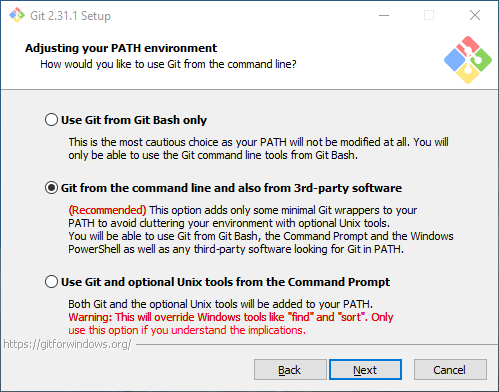 Git 2.31.1 Setup
Adjusting your PATH environment
How would you like to use Git from the command line?
Use Git from Git Bash only
This is the most cautious choice as your PATH will not be modified at all. You will
only be able to use the Git command line tools from Git Bash.
Git from the command line and also from 3rd-party software
(Recommended) This option adds only some minimal Git wrappers to your
PATH to avoid cluttering your environment with optional Unix tools.
You will be able to use Git from Git Bash, the Command Prompt and the Windows
PowerShell as well as any third-party software looking for Git in PATH.
Use Git and optional Unix tools from the Command Prompt
Both Git and the optional Unix tools will be added to your PATH.
Warning: This will override Windows tools like "find" and "sort". Only
use this option if you understand the implications.
https://gitforwindows.org/
Back
Next
Cancel